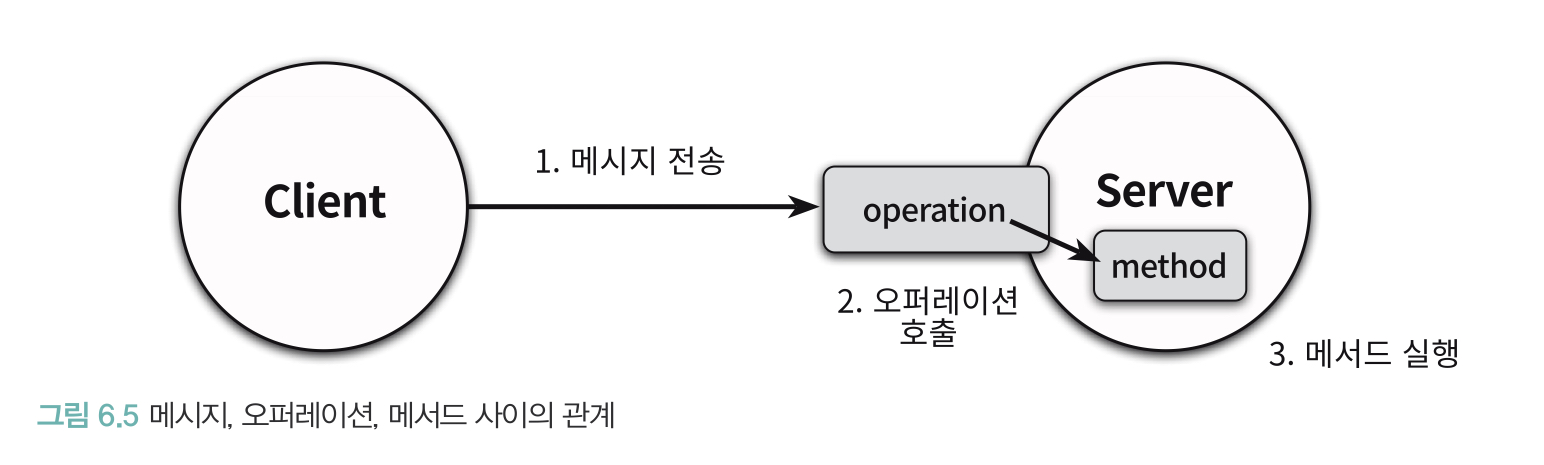 Client
1. 메시지 전송
operation
Server
method
2. 오퍼레이션
호출
3. 메서드 실행
그림 6.5 메시지, 오퍼레이션, 메서드 사이의 관계